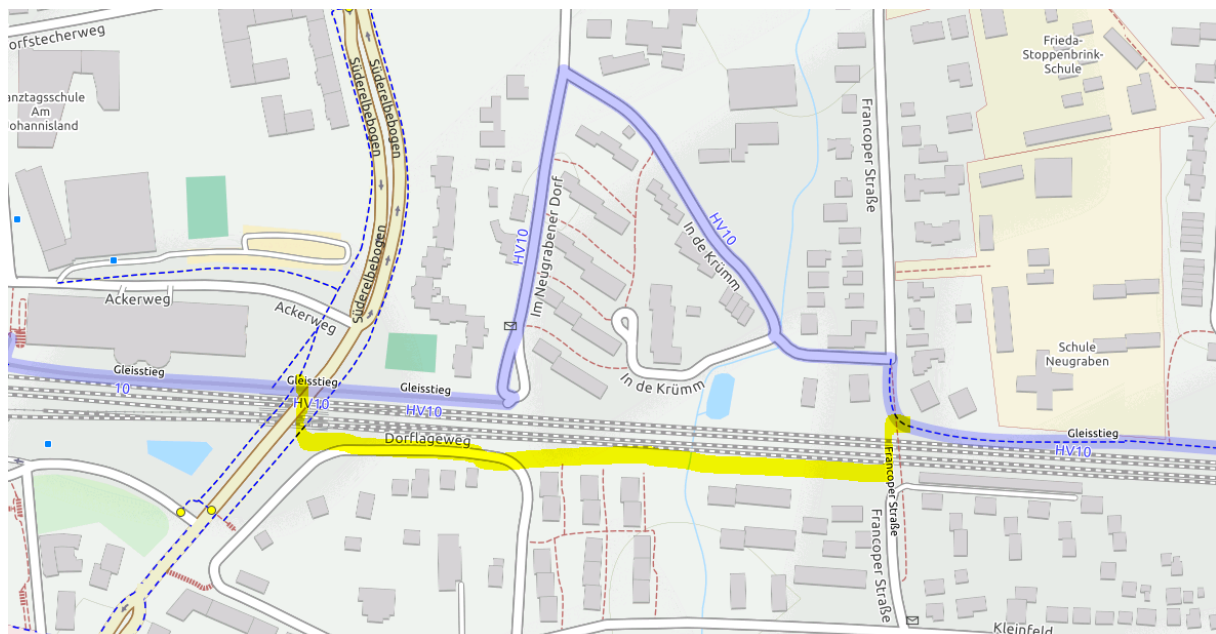 orfstecherweg
anztagsschule
Am
ohannisland
Süderelbebogen
Süderelbebogen
Süderelbebogen
Ackerweg
Ackerweg
Gleisstieg
Gleisstieg
10
HV10
HV10
HV10
Im Neugrabener Dorf
HV10
In de Krümm
In de Krümm
Dorflageweg
Francoper Straße
Frieda-
Stoppenbrink-
Schule
Schule
Neugraben
Gleisstieg
HV10
Francoper Straße
Francoper Straße
Kleinfeld